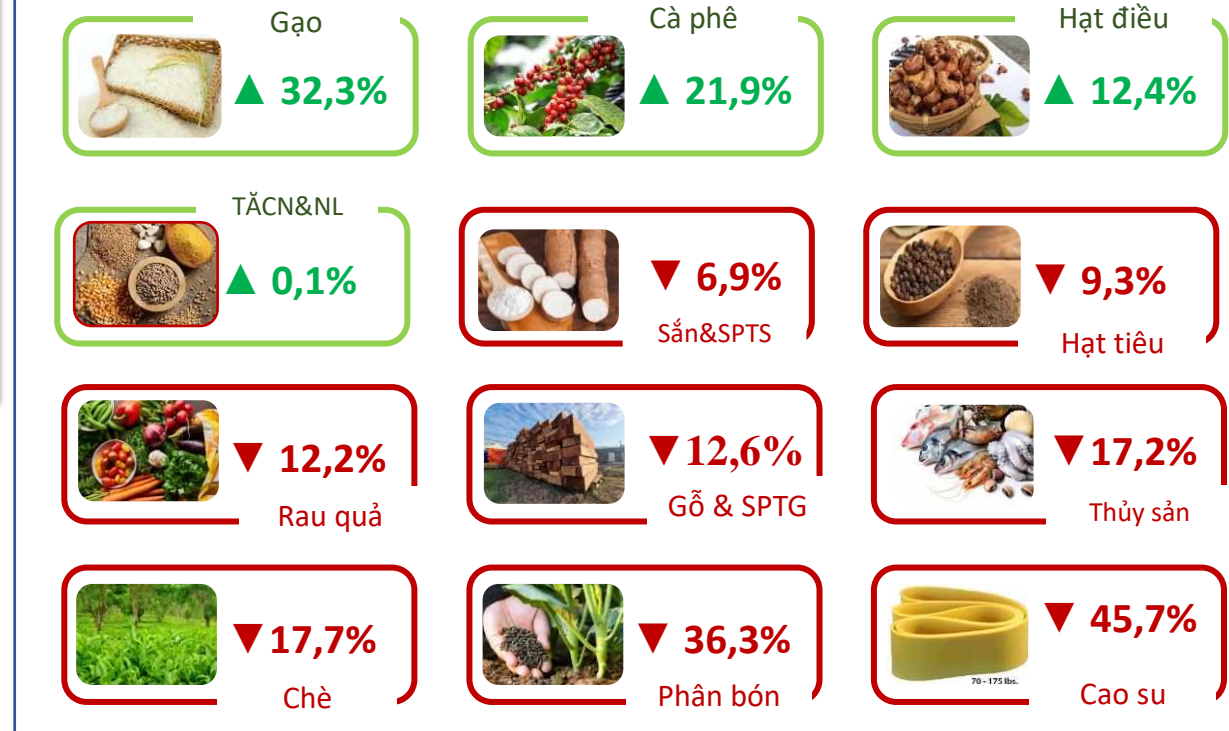 Gạo
▲ 32,3%
Cà phê
▲ 21,9%
Hạt điều
▲ 12,4%
TĂCN&NL
▲ 0,1%
▼ 6,9%
Sắn&SPTS
▼ 9,3%
Hạt tiêu
▼ 12,2%
Rau quả
▼12,6%
Gỗ & SPTG
▼17,2%
Thủy sản
▼17,7%
Chè
▼ 36,3%
Phân bón
▼ 45,7%
70 - 175 lbs.
Cao su